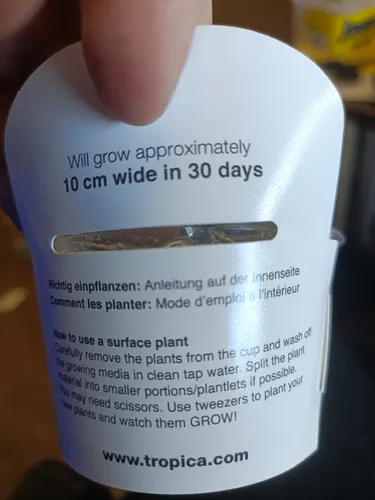 Will grow approximately
10 cm wide in 30 days
Richtig einpflanzen: Anleitung auf der Innenseite
Comment les planter: Mode d'emploi à l'intérieur
How to use a surface plant
Carefully remove the plants from the cup and wash off
the growing media in clean tap water. Split the plant
material into smaller portions/plantlets if possible.
You may need scissors. Use tweezers to plant your
new plants and watch them GROW!
www.tropica.com